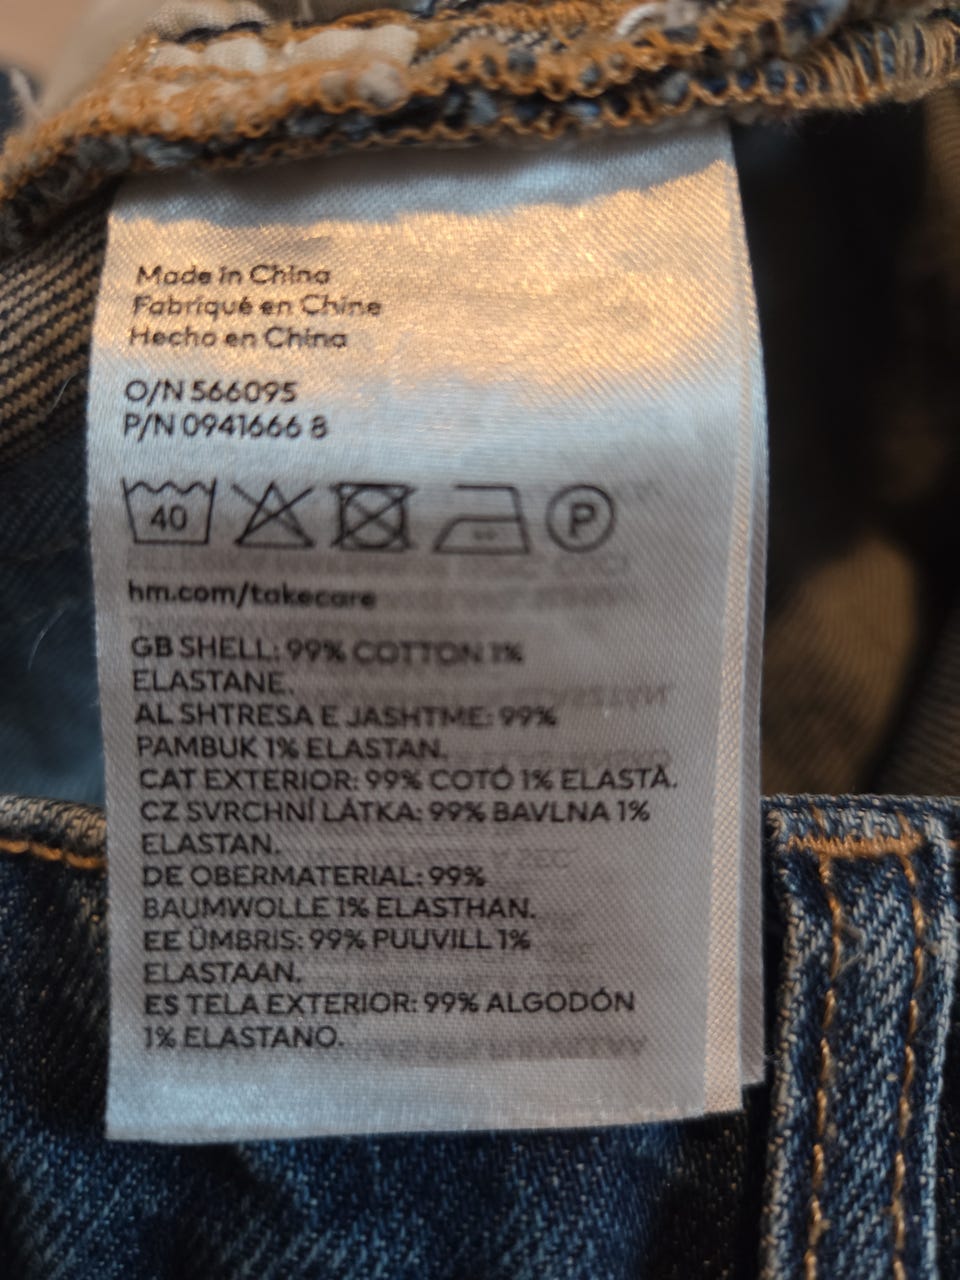 Made in China
Fabriqué en Chine
Hecho en China
O/N 566095
P/N 0941666 8
40 P
hm.com/takecare
GB SHELL: 99% COTTON 1%
ELASTANE.
AL SHTRESA E JASHTME: 99%
PAMBUK 1% ELASTAN.
CAT EXTERIOR: 99% COTÓ 1% ELASTÀ.
CZ SVRCHNÍ LÁTKA: 99% BAVLNA 1%
ELASTAN.
DE OBERMATERIAL: 99%
BAUMWOLLE 1% ELASTHAN.
EE ÜMBRIS: 99% PUUVILL 1%
ELASTAAN.
ES TELA EXTERIOR: 99% ALGODÓN
1% ELASTANO.